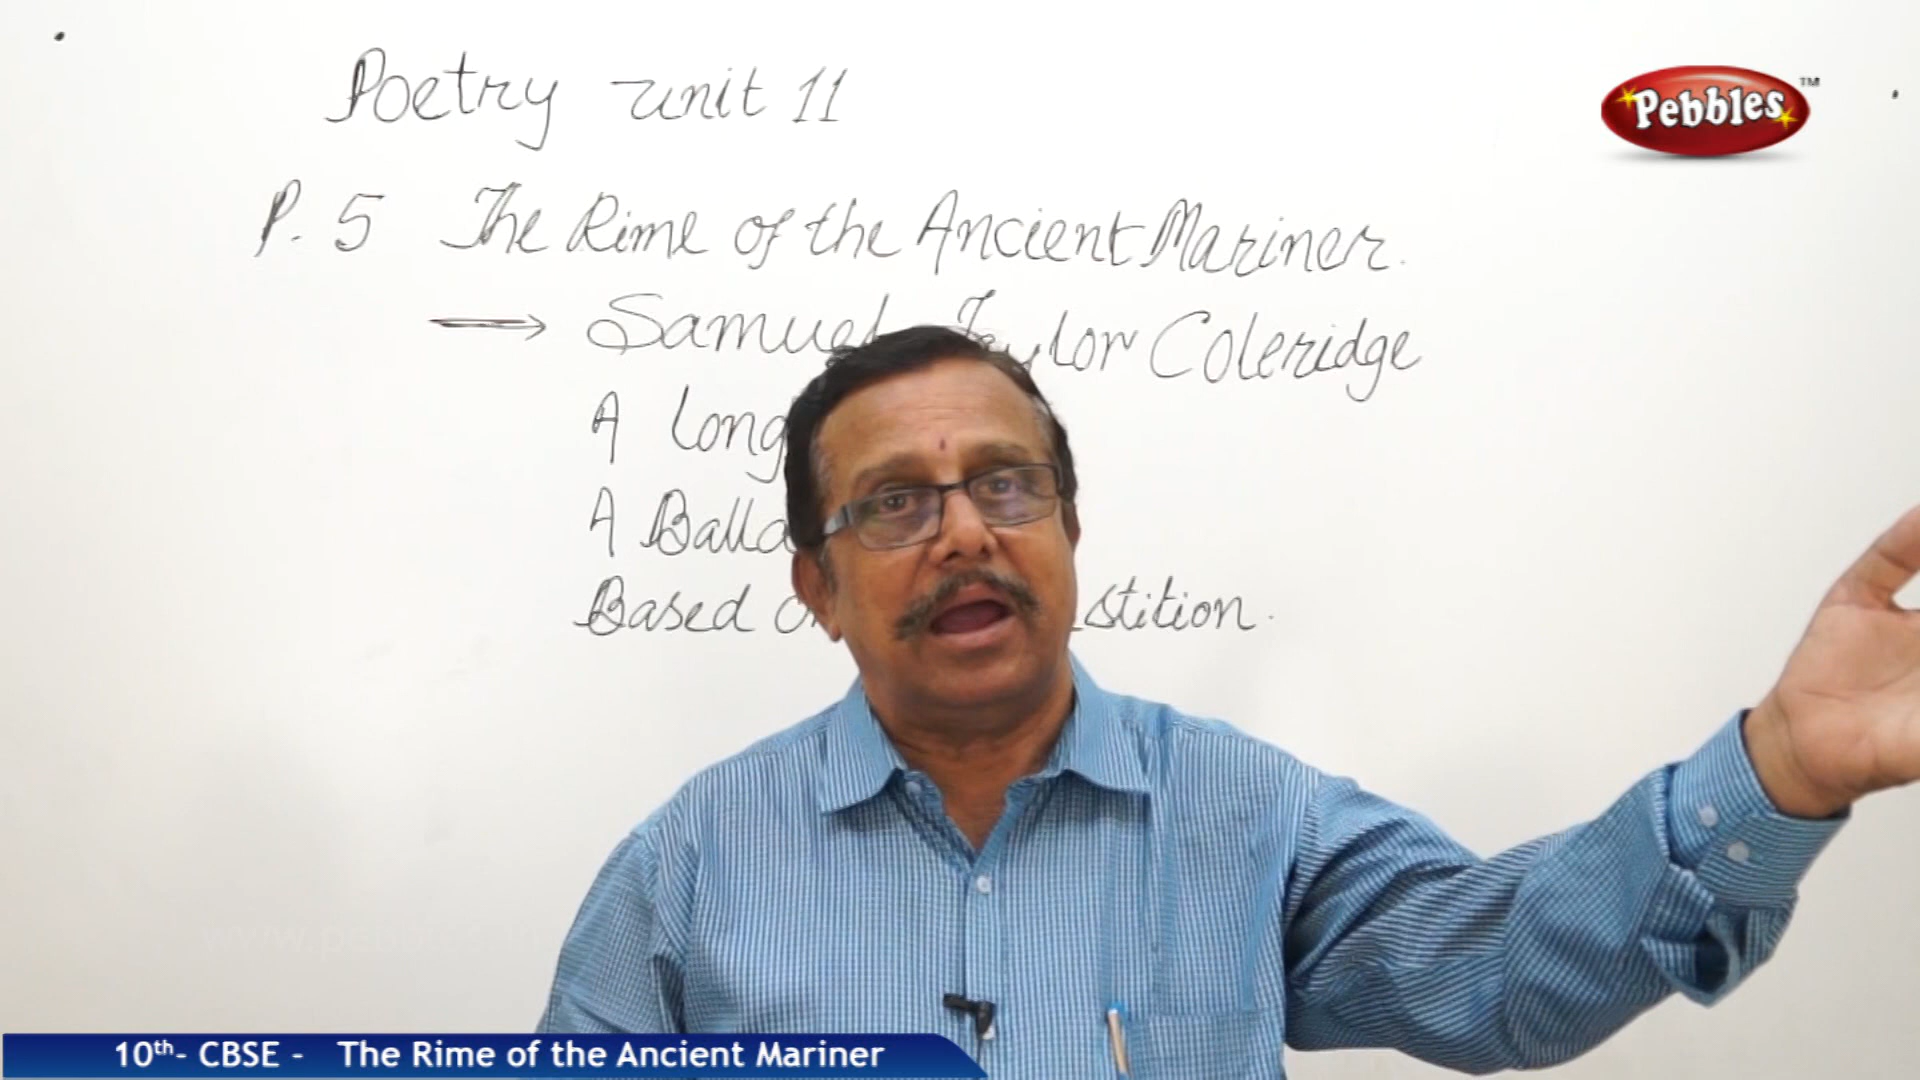 Poetry unit 11
Pebbles TM
P. 5 The Rime of the Ancient Mariner.
→ Samuel Taylor Coleridge
A Long
A Balla
Based stition.
10th- CBSE - The Rime of the Ancient Mariner